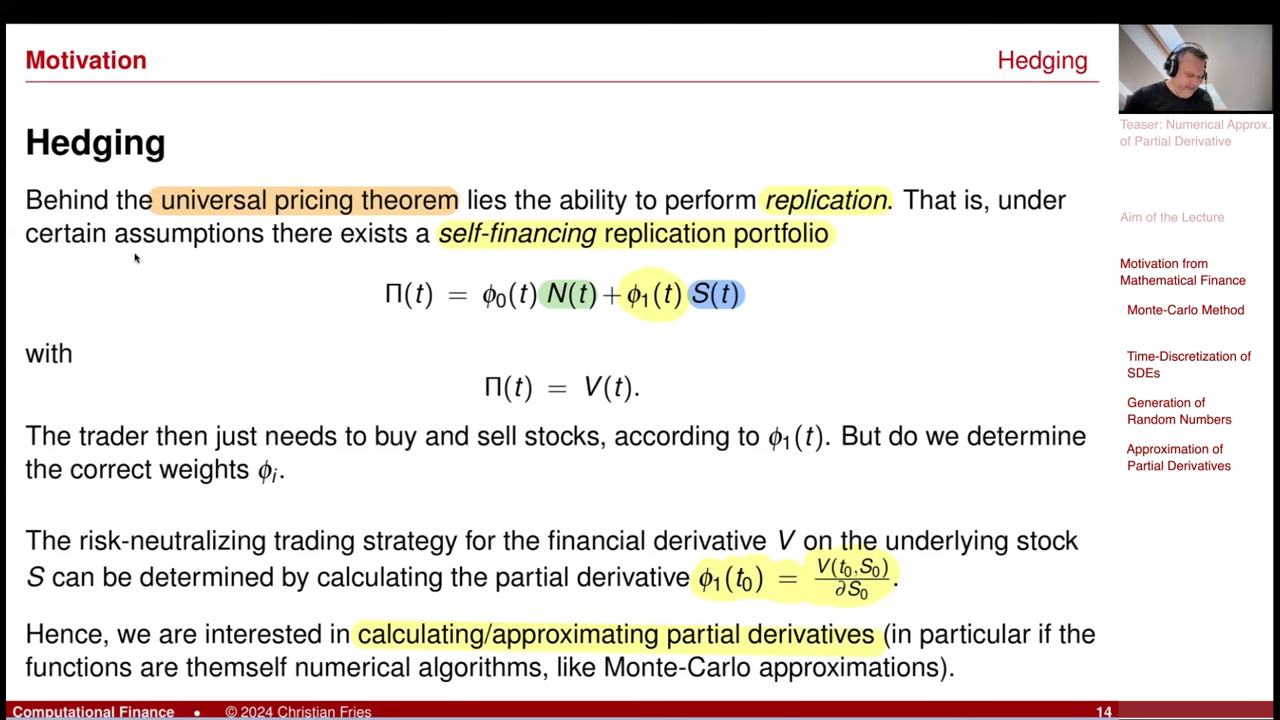 Motivation
Hedging
Hedging
Behind the universal pricing theorem lies the ability to perform replication. That is, under
certain assumptions there exists a self-financing replication portfolio
Π(t) = ϕ₀(t) N(t) + ϕ₁(t) S(t)
with
Π(t) = V(t).
The trader then just needs to buy and sell stocks, according to ϕ₁(t). But do we determine
the correct weights ϕᵢ.
The risk-neutralizing trading strategy for the financial derivative V on the underlying stock
S can be determined by calculating the partial derivative ϕ₁(t₀) = V(t₀,S₀)/∂S₀.
Hence, we are interested in calculating/approximating partial derivatives (in particular if the
functions are themself numerical algorithms, like Monte-Carlo approximations).
Teaser: Numerical Approx.
of Partial Derivative
Aim of the Lecture
Motivation from
Mathematical Finance
Monte-Carlo Method
Time-Discretization of
SDEs
Generation of
Random Numbers
Approximation of
Partial Derivatives
Computational Finance • © 2024 Christian Fries
14